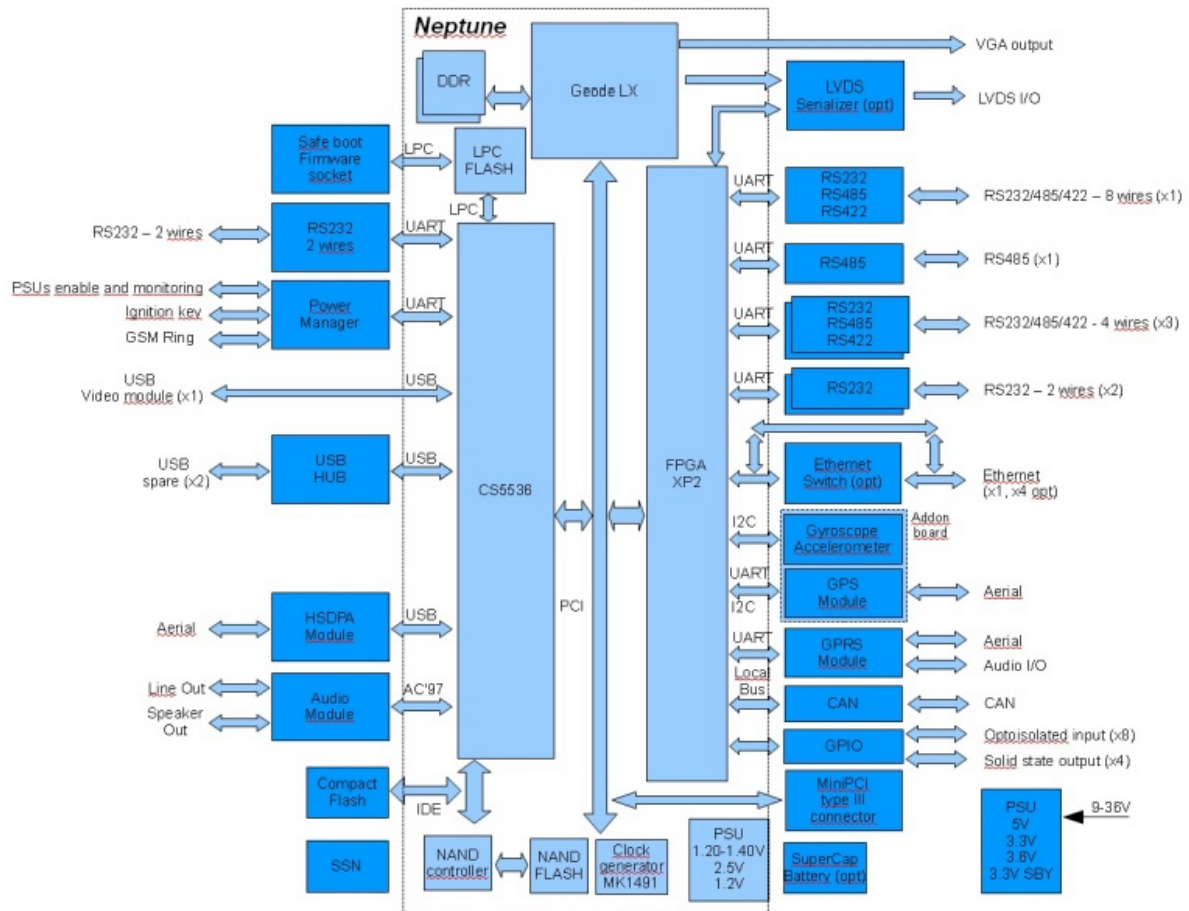 Neptune
DDR
Geode LX
VGA output
LVDS
Serializer (opt)
LVDS I/O
Safe boot
Firmware
socket
LPC
LPC
FLASH
LPC
UART
RS232
RS485
RS422
RS232/485/422 – 8 wires (x1)
RS232 – 2 wires
RS232
2 wires
UART
UART
RS485
RS485 (x1)
PSUs enable and monitoring
Ignition key
GSM Ring
Power
Manager
UART
UART
RS232
RS485
RS422
RS232/485/422 - 4 wires (x3)
USB
Video module (x1)
USB
UART
RS232
RS232 – 2 wires (x2)
USB
spare (x2)
USB
HUB
USB
CS5536
FPGA
XP2
Ethernet
Switch (opt)
Ethernet
(x1, x4 opt)
I2C
Gyroscope
Accelerometer
Addon
board
UART
I2C
GPS
Module
Aerial
PCI
Aerial
HSDPA
Module
USB
UART
GPRS
Module
Aerial
Audio I/O
Line Out
Speaker
Out
Audio
Module
AC'97
Local
Bus
CAN
CAN
GPIO
Optoisolated input (x8)
Solid state output (x4)
Compact
Flash
IDE
MiniPCI
type III
connector
PSU
5V
3.3V
3.6V
3.3V SBY
9-36V
SSN
NAND
controller
NAND
FLASH
Clock
generator
MK1491
PSU
1.20-1.40V
2.5V
1.2V
SuperCap
Battery (opt)